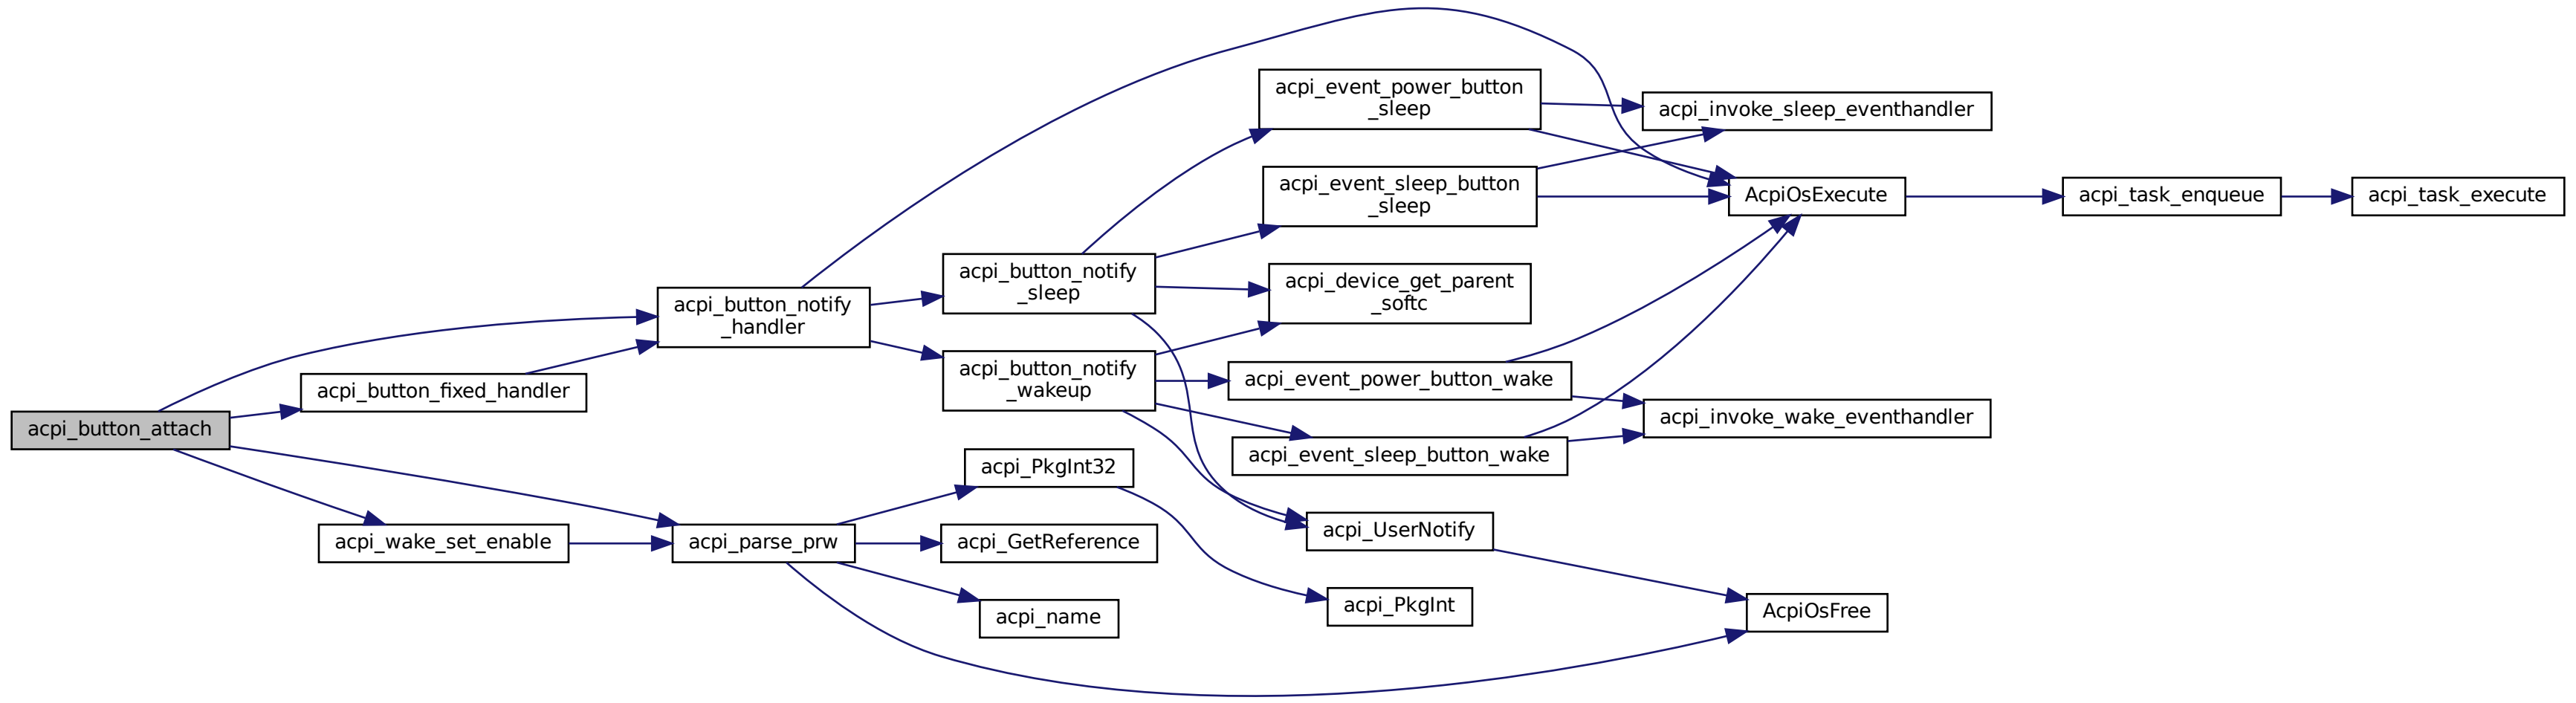 acpi_button_attach
acpi_button_notify
_handler
acpi_button_fixed_handler
acpi_wake_set_enable
acpi_parse_prw
acpi_button_notify
_sleep
acpi_button_notify
_wakeup
acpi_PkgInt32
acpi_GetReference
acpi_name
acpi_event_power_button
_sleep
acpi_event_sleep_button
_sleep
acpi_device_get_parent
_softc
acpi_event_power_button_wake
acpi_event_sleep_button_wake
acpi_UserNotify
acpi_PkgInt
acpi_invoke_sleep_eventhandler
AcpiOsExecute
acpi_invoke_wake_eventhandler
AcpiOsFree
acpi_task_enqueue
acpi_task_execute